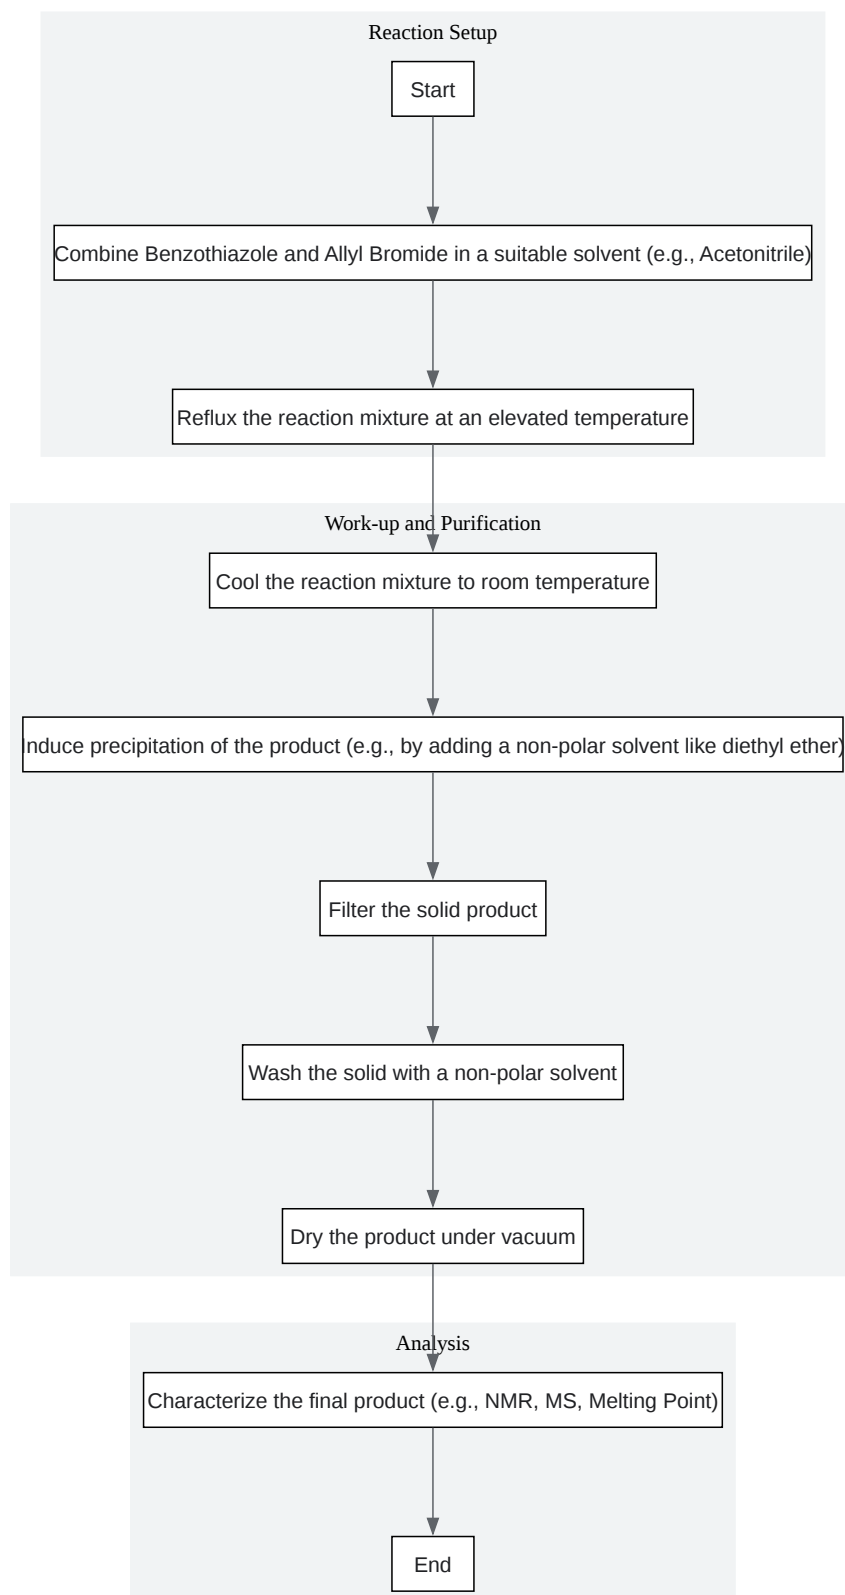 Reaction Setup
Start
Combine Benzothiazole and Allyl Bromide in a suitable solvent (e.g., Acetonitrile)
Reflux the reaction mixture at an elevated temperature
Work-up and Purification
Cool the reaction mixture to room temperature
Induce precipitation of the product (e.g., by adding a non-polar solvent like diethyl ether)
Filter the solid product
Wash the solid with a non-polar solvent
Dry the product under vacuum
Analysis
Characterize the final product (e.g., NMR, MS, Melting Point)
End